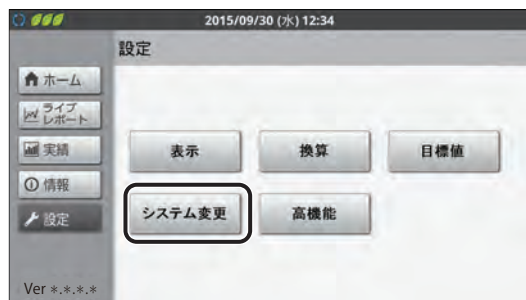 2015/09/30 (水) 12:34
設定
ホーム
ライブ
レポート
実績
情報
設定
表示
換算
目標値
システム変更
高機能
Ver *.*.*.*